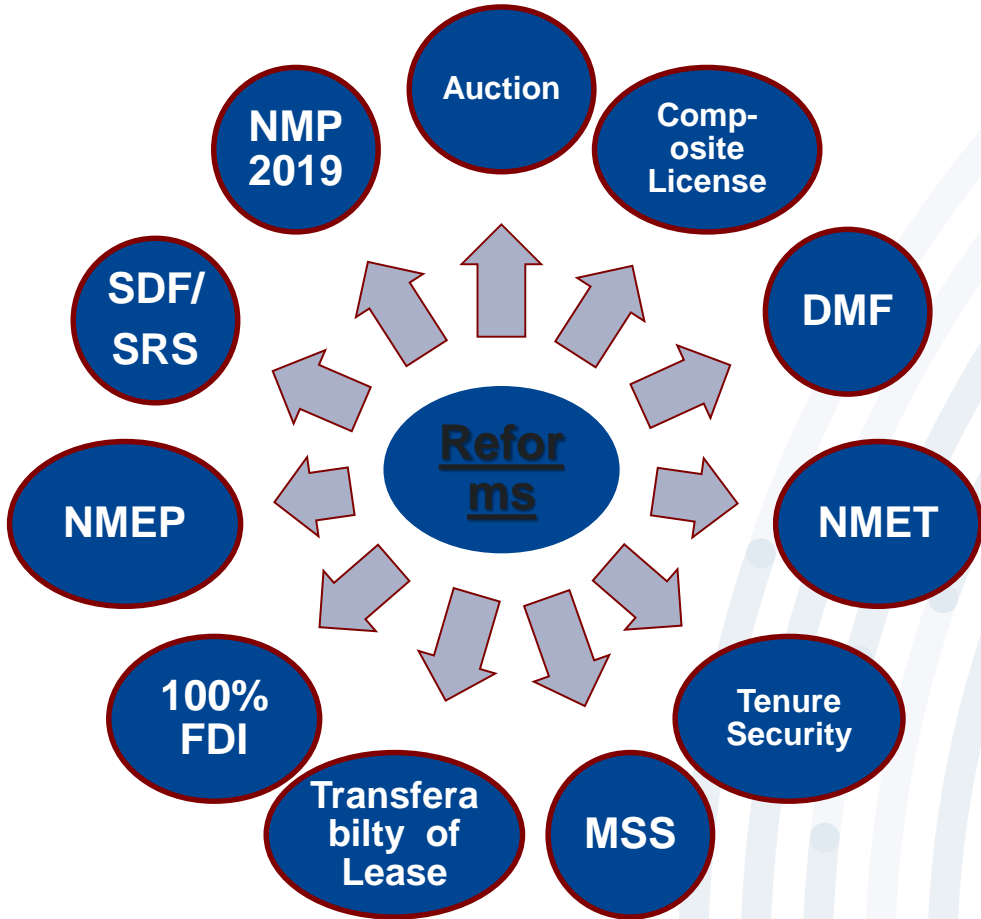 Auction
Comp-
osite
License
DMF
NMET
Tenure
Security
MSS
Transfera
bilty of
Lease
100%
FDI
NMEP
SDF/
SRS
NMP
2019
Refor
ms